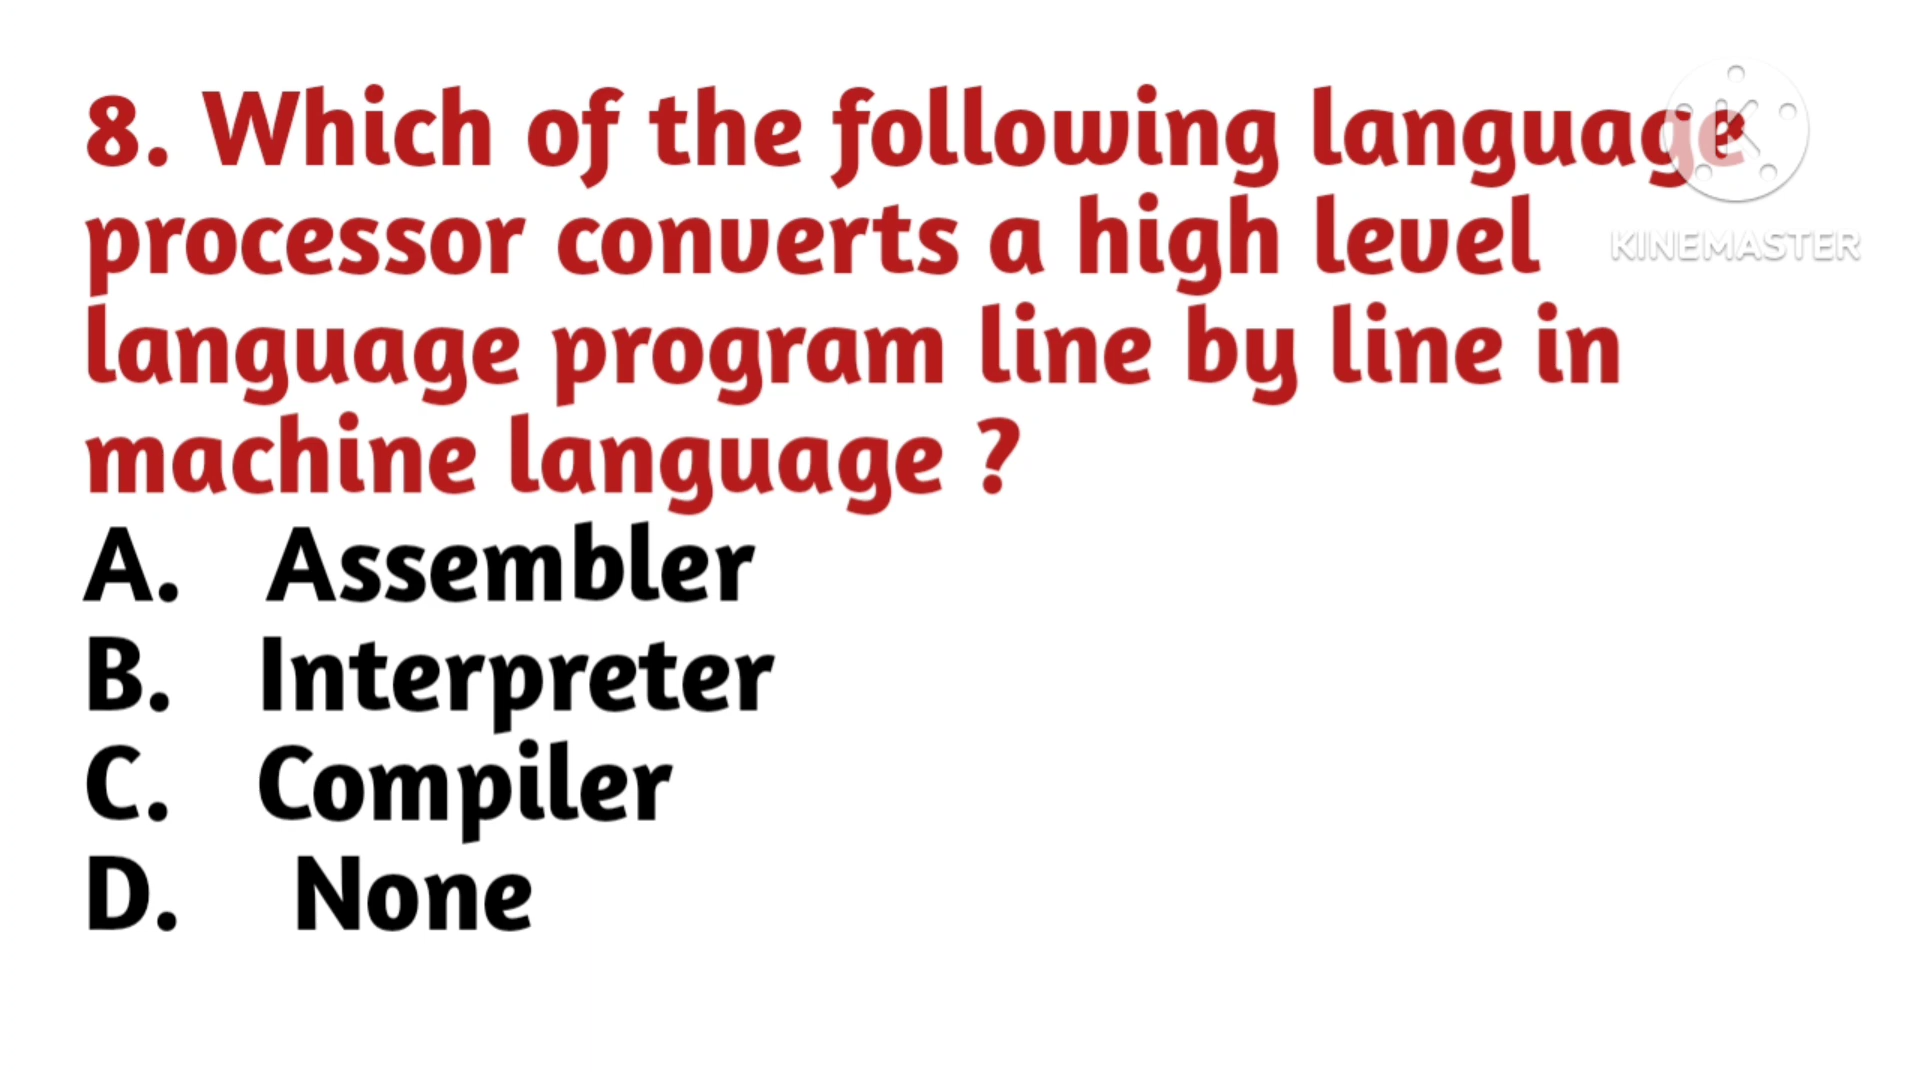 8. Which of the following language
processor converts a high level
language program line by line in
machine language ?
A. Assembler
B. Interpreter
C. Compiler
D. None
KINEMASTER